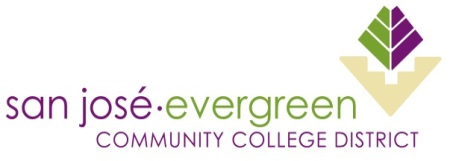 san josé·evergreen
COMMUNITY COLLEGE DISTRICT